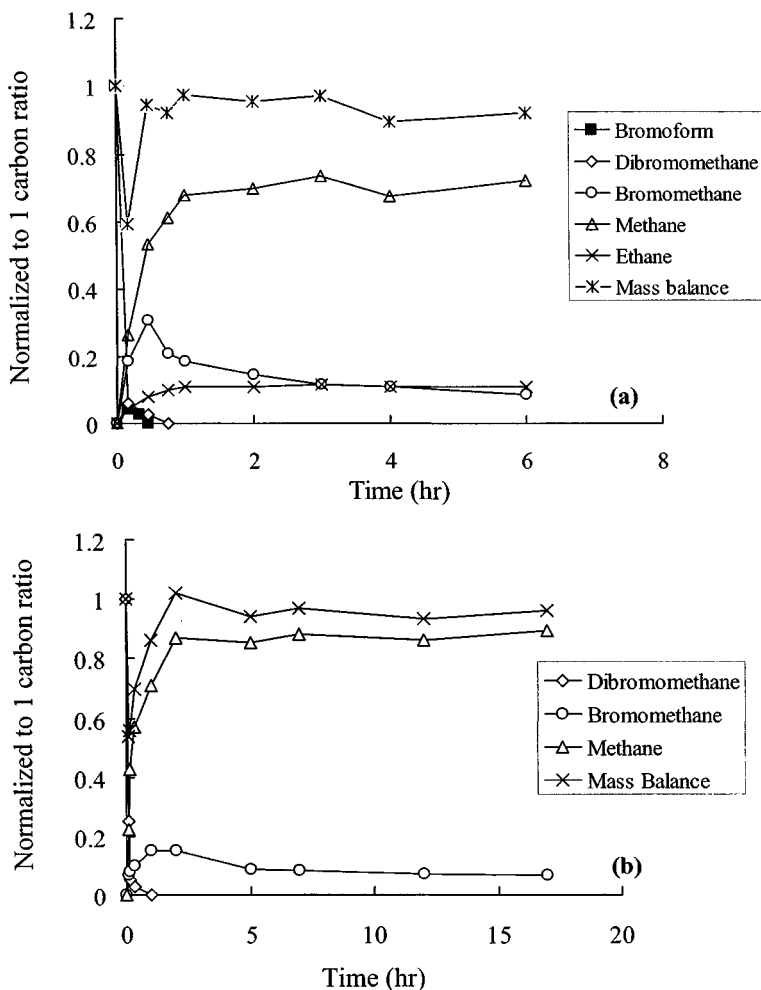 Normalized to 1 carbon ratio
1.2
1
0.8
0.6
0.4
0.2
0
0
2
4
6
8
Time (hr)
(a)
Bromoform
Dibromomethane
Bromomethane
Methane
Ethane
Mass balance
Normalized to 1 carbon ratio
1.2
1
0.8
0.6
0.4
0.2
0
0
5
10
15
20
Time (hr)
(b)
Dibromomethane
Bromomethane
Methane
Mass Balance